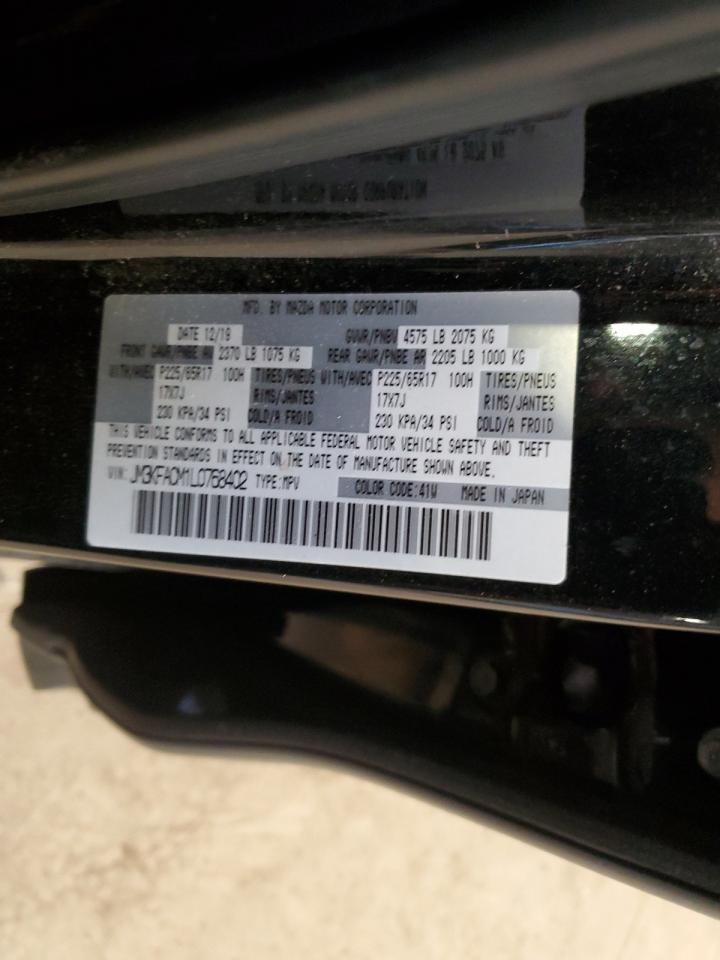 MFD. BY MAZDA MOTOR CORPORATION
DATE 12/19 GVWR/PNBV 4575 LB 2075 KG
FRONT GAWR/PNBE AV 2370 LB 1075 KG REAR GAWR/PNBE AR 2205 LB 1000 KG
WITH/AVEC P225/65R17 100H TIRES/PNEUS WITH/AVEC P225/65R17 100H TIRES/PNEUS
17X7J RIMS/JANTES 17X7J RIMS/JANTES
230 KPA/34 PSI COLD/A FROID 230 KPA/34 PSI COLD/A FROID
THIS VEHICLE CONFORMS TO ALL APPLICABLE FEDERAL MOTOR VEHICLE SAFETY AND THEFT
PREVENTION STANDARDS IN EFFECT ON THE DATE OF MANUFACTURE SHOWN ABOVE.
VIN: JM3KFACM1L0768402 TYPE:MPV COLOR CODE:41W MADE IN JAPAN